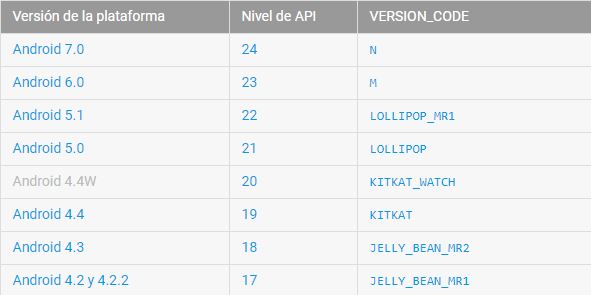 Versión de la plataforma Nivel de API VERSION_CODE
Android 7.0 24 N
Android 6.0 23 M
Android 5.1 22 LOLLIPOP_MR1
Android 5.0 21 LOLLIPOP
Android 4.4W 20 KITKAT_WATCH
Android 4.4 19 KITKAT
Android 4.3 18 JELLY_BEAN_MR2
Android 4.2 y 4.2.2 17 JELLY_BEAN_MR1